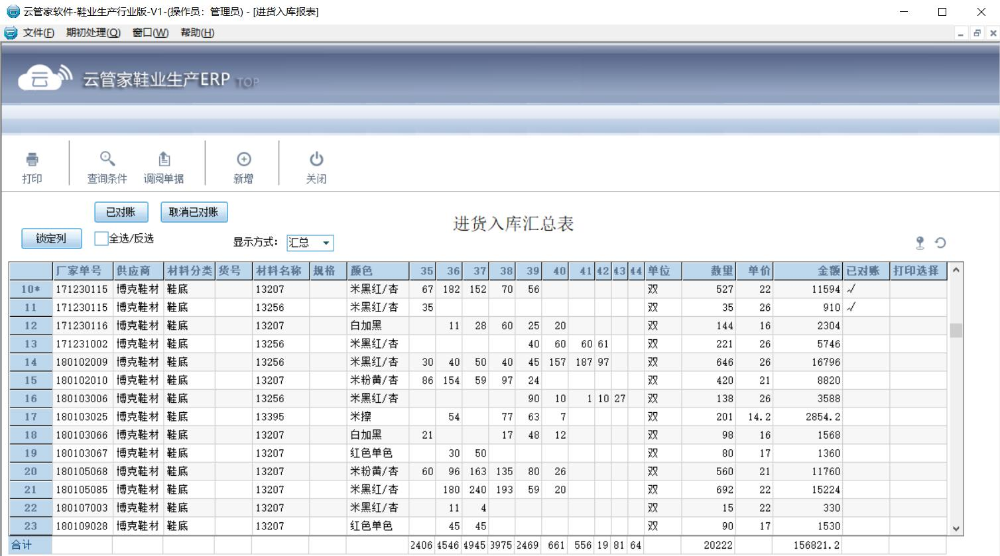 云管家软件-鞋业生产行业版-V1-(操作员：管理员) - [进货入库报表]
文件(F) 期初处理(Q) 窗口(W) 帮助(H)
云 云管家鞋业生产ERP TOP
打印 查询条件 调阅单据 新增 关闭
已对账 取消已对账
进货入库汇总表
锁定列 全选/反选 显示方式： 汇总
厂家单号 供应商 材料分类 货号 材料名称 规格 颜色 35 36 37 38 39 40 41 42 43 44 单位 数量 单价 金额 已对账 打印选择
10* 171230115 博克鞋材 鞋底 13207 米黑红/杏 67 182 152 70 56 双 527 22 11594 √
11 171230115 博克鞋材 鞋底 13256 米黑红/杏 35 双 35 26 910 √
12 171230116 博克鞋材 鞋底 13207 白加黑 11 28 60 25 20 双 144 16 2304
13 171231002 博克鞋材 鞋底 13256 米黑红/杏 40 60 60 61 双 221 26 5746
14 180102009 博克鞋材 鞋底 13256 米黑红/杏 30 40 50 40 45 157 187 97 双 646 26 16796
15 180102010 博克鞋材 鞋底 13207 米粉黄/杏 86 154 59 97 24 双 420 21 8820
16 180103006 博克鞋材 鞋底 13256 米黑红/杏 90 10 1 10 27 双 138 26 3588
17 180103025 博克鞋材 鞋底 13395 米擦 54 77 63 7 双 201 14.2 2854.2
18 180103066 博克鞋材 鞋底 13207 白加黑 21 17 48 12 双 98 16 1568
19 180103067 博克鞋材 鞋底 13207 红色单色 30 50 双 80 17 1360
20 180105068 博克鞋材 鞋底 13207 米粉黄/杏 60 96 163 135 80 26 双 560 21 11760
21 180105085 博克鞋材 鞋底 13207 米黑红/杏 180 240 193 59 20 双 692 22 15224
22 180107003 博克鞋材 鞋底 13207 米黑红/杏 11 4 双 15 22 330
23 180109028 博克鞋材 鞋底 13207 红色单色 45 45 双 90 17 1530
合计 2406 4546 4945 3975 2469 661 556 19 81 64 20222 156821.2